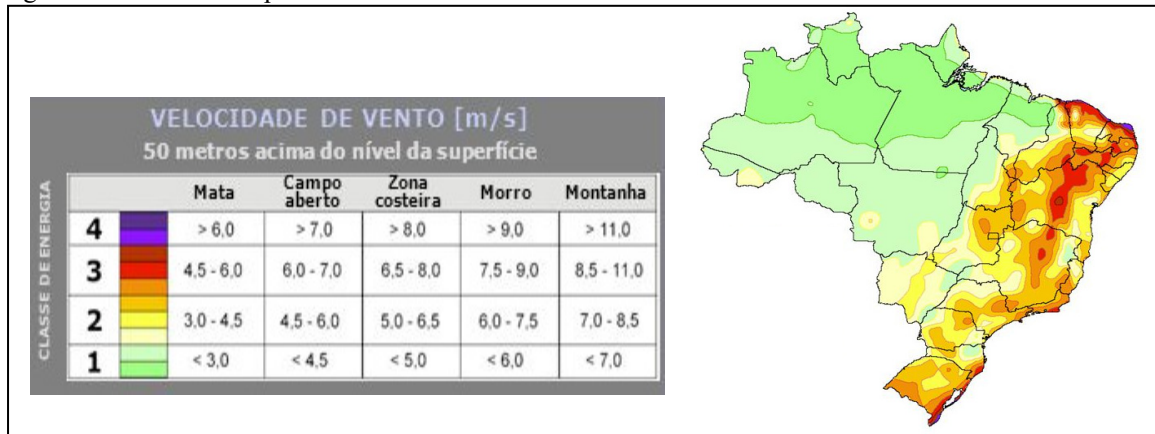 VELOCIDADE DE VENTO [m/s]
50 metros acima do nível da superfície
CLASSE DE ENERGIA
Mata Campo aberto Zona costeira Morro Montanha
4 > 6,0 > 7,0 > 8,0 > 9,0 > 11,0
3 4,5 - 6,0 6,0 - 7,0 6,5 - 8,0 7,5 - 9,0 8,5 - 11,0
2 3,0 - 4,5 4,5 - 6,0 5,0 - 6,5 6,0 - 7,5 7,0 - 8,5
1 < 3,0 < 4,5 < 5,0 < 6,0 < 7,0